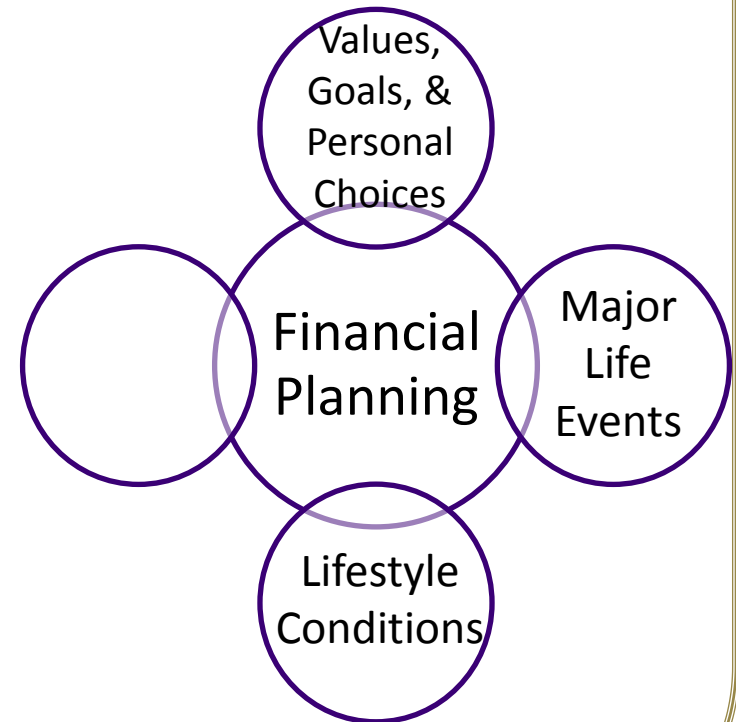 Values,
Goals, &
Personal
Choices
Financial
Planning
Major
Life
Events
Lifestyle
Conditions